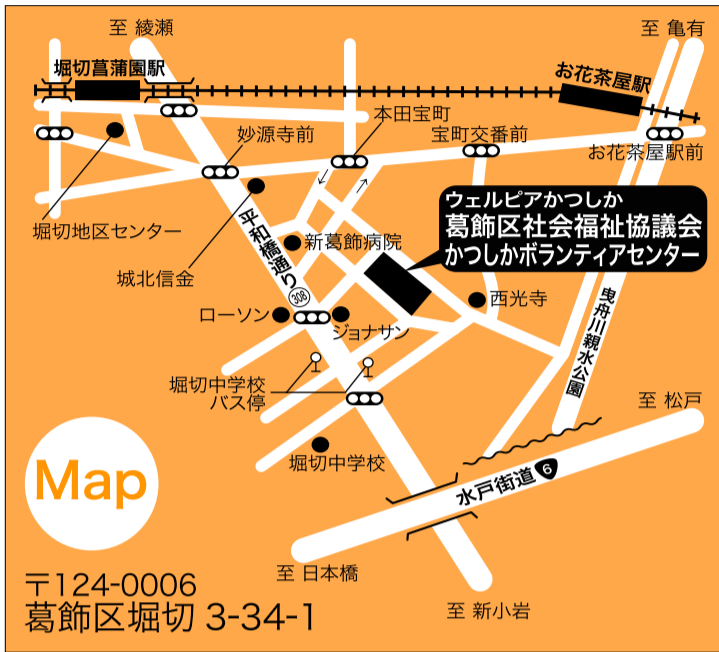 至 綾瀬
至 亀有
堀切菖蒲園駅
お花茶屋駅
本田宝町
妙源寺前
宝町交番前
お花茶屋駅前
ウェルピアかつしか
葛飾区社会福祉協議会
かつしかボランティアセンター
堀切地区センター
平和橋通り
308
新葛飾病院
城北信金
西光寺
曳舟川親水公園
ローソン
ジョナサン
堀切中学校
バス停
至 松戸
堀切中学校
水戸街道
6
Map
至 日本橋
至 新小岩
〒124-0006
葛飾区堀切 3-34-1